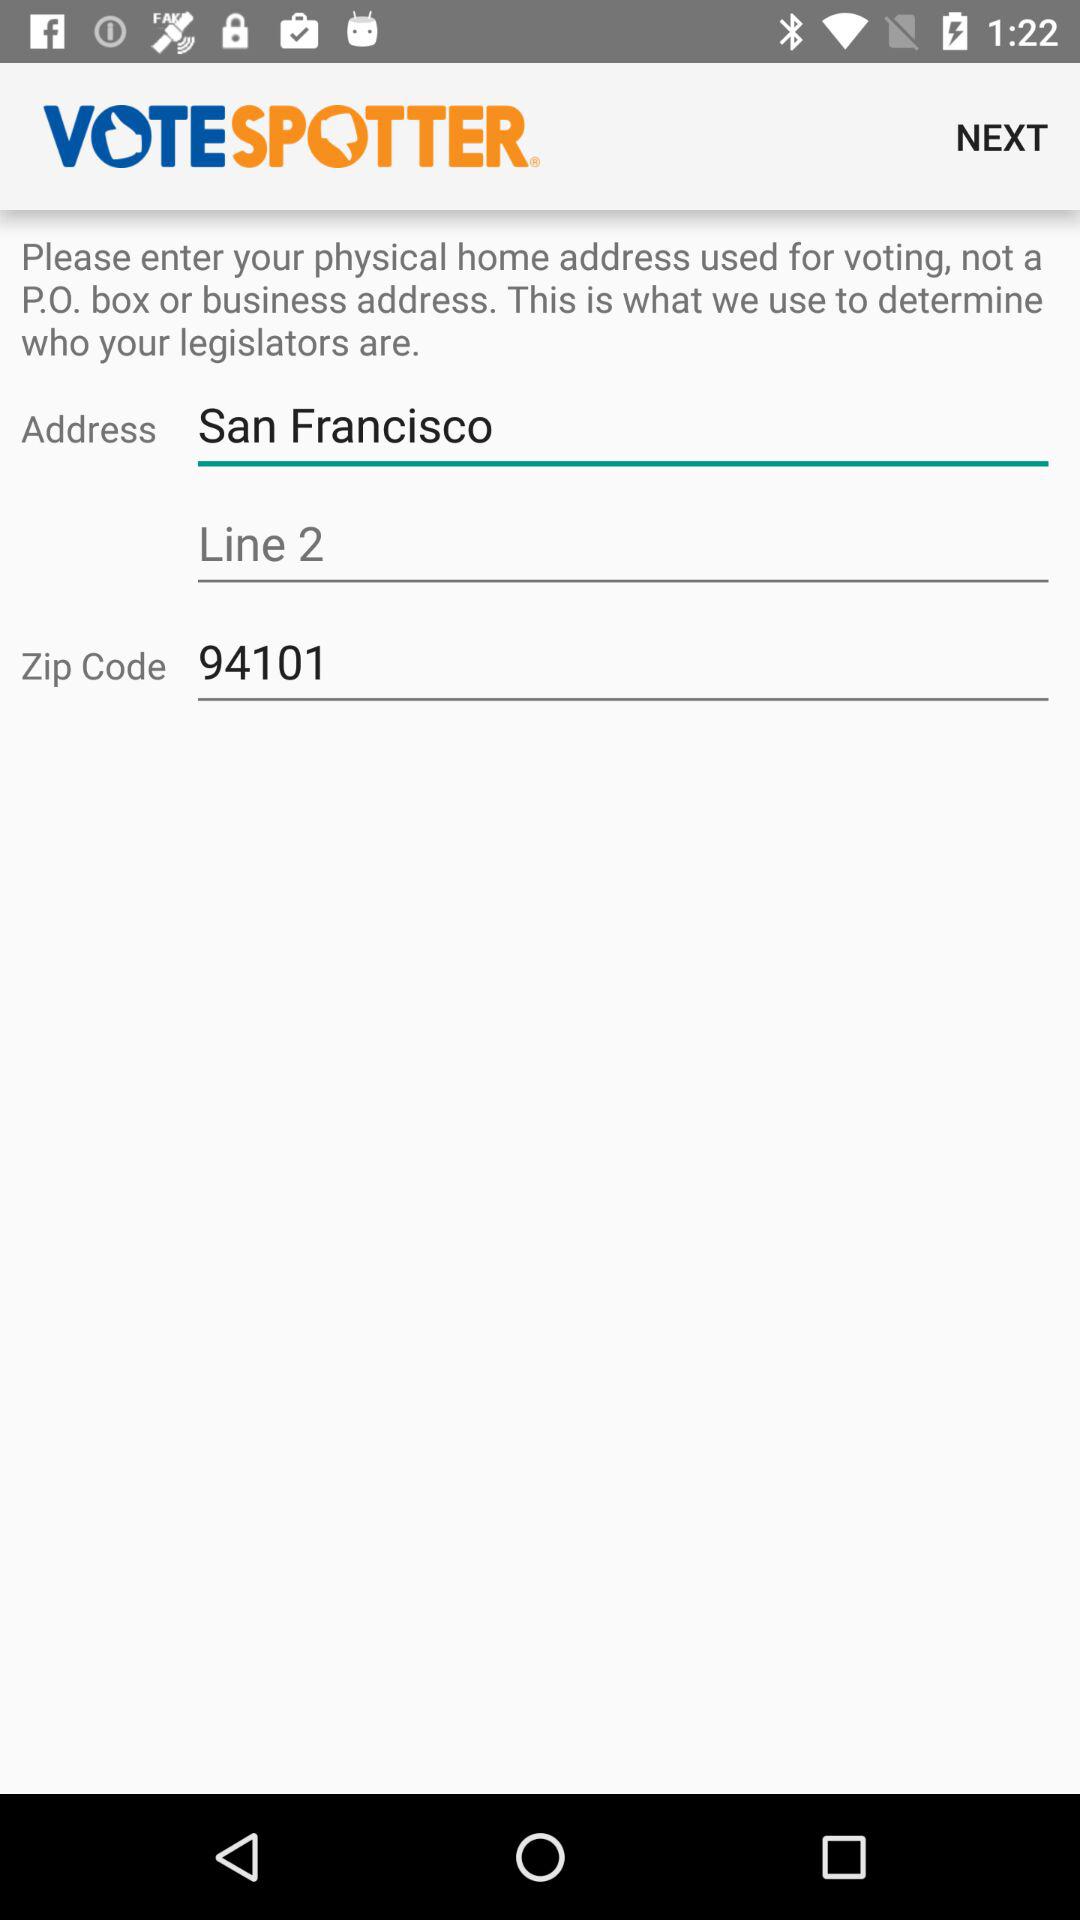 FAKE
1:22
VOTESPOTTER®
NEXT
Please enter your physical home address used for voting, not a
P.O. box or business address. This is what we use to determine
who your legislators are.
Address San Francisco
Line 2
Zip Code 94101